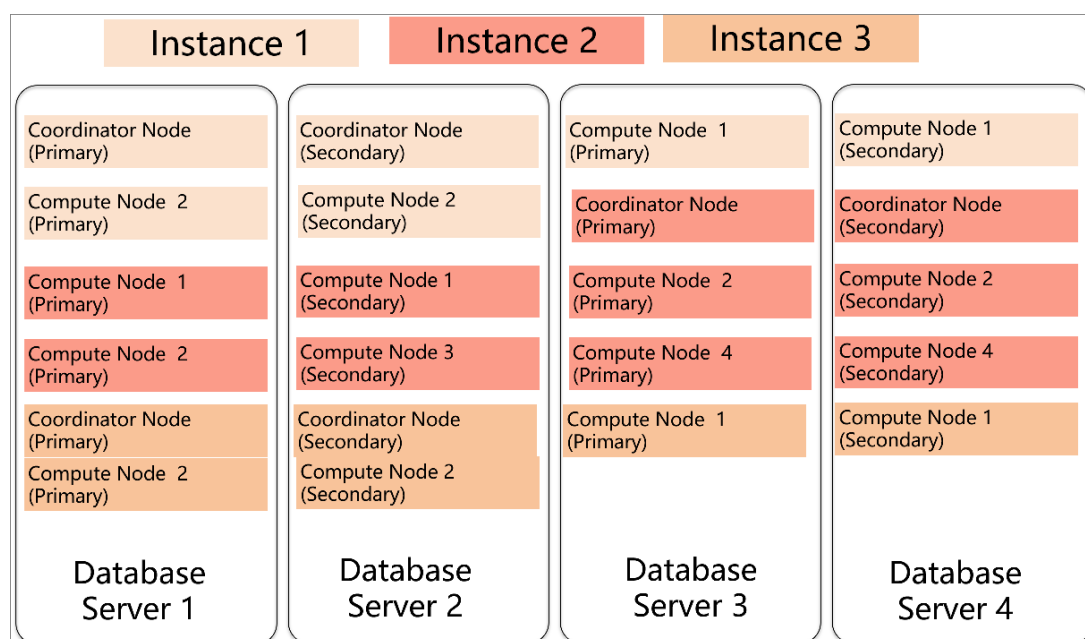 Instance 1
Instance 2
Instance 3
Coordinator Node
(Primary)
Compute Node 2
(Primary)
Compute Node 1
(Primary)
Compute Node 2
(Primary)
Coordinator Node
(Primary)
Compute Node 2
(Primary)
Database
Server 1
Coordinator Node
(Secondary)
Compute Node 2
(Secondary)
Compute Node 1
(Secondary)
Compute Node 3
(Secondary)
Coordinator Node
(Secondary)
Compute Node 2
(Secondary)
Database
Server 2
Compute Node 1
(Primary)
Coordinator Node
(Primary)
Compute Node 2
(Primary)
Compute Node 4
(Primary)
Compute Node 1
(Primary)
Database
Server 3
Compute Node 1
(Secondary)
Coordinator Node
(Secondary)
Compute Node 2
(Secondary)
Compute Node 4
(Secondary)
Compute Node 1
(Secondary)
Database
Server 4